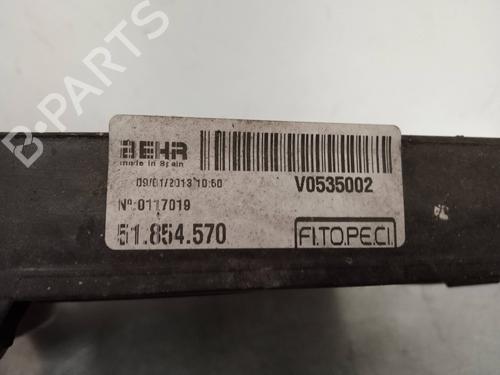 BEHR
made in Spain
09/01/2013 10:50
V0535002
Nº:0117019
51.854.570
FI.TO.PE.CI.
B-PARTS